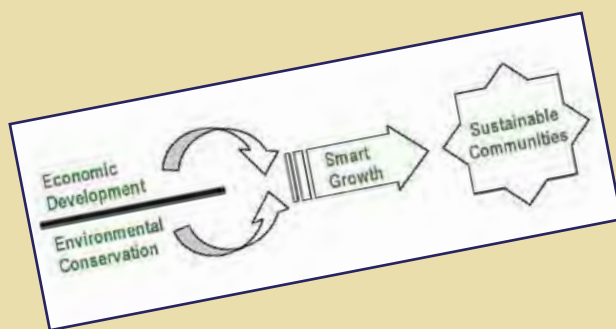 Economic
Development
Environmental
Conservation
Smart
Growth
Sustainable
Communities